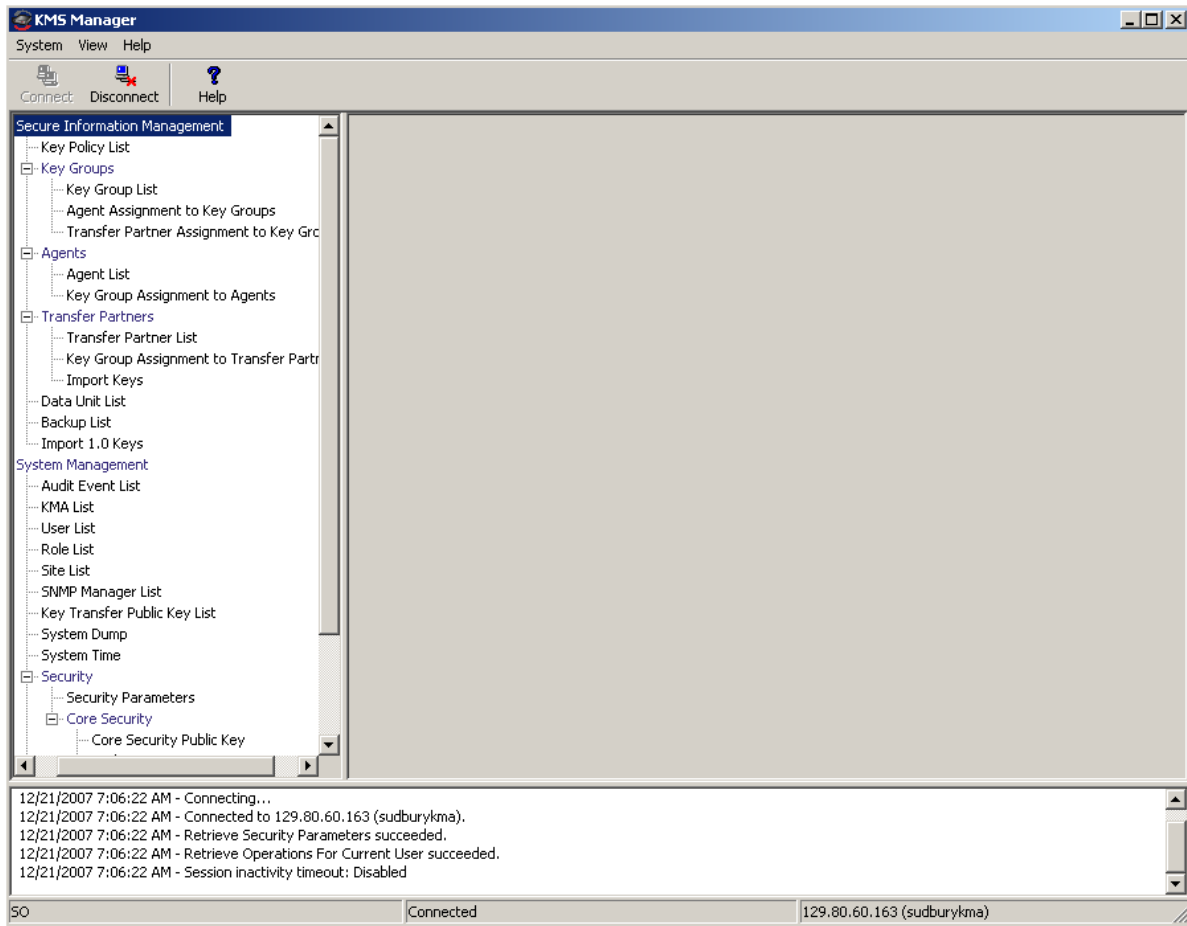 KMS Manager
System View Help
Connect Disconnect Help
Secure Information Management
Key Policy List
Key Groups
Key Group List
Agent Assignment to Key Groups
Transfer Partner Assignment to Key Grc
Agents
Agent List
Key Group Assignment to Agents
Transfer Partners
Transfer Partner List
Key Group Assignment to Transfer Partr
Import Keys
Data Unit List
Backup List
Import 1.0 Keys
System Management
Audit Event List
KMA List
User List
Role List
Site List
SNMP Manager List
Key Transfer Public Key List
System Dump
System Time
Security
Security Parameters
Core Security
Core Security Public Key
12/21/2007 7:06:22 AM - Connecting...
12/21/2007 7:06:22 AM - Connected to 129.80.60.163 (sudburykma).
12/21/2007 7:06:22 AM - Retrieve Security Parameters succeeded.
12/21/2007 7:06:22 AM - Retrieve Operations For Current User succeeded.
12/21/2007 7:06:22 AM - Session inactivity timeout: Disabled
SO Connected 129.80.60.163 (sudburykma)